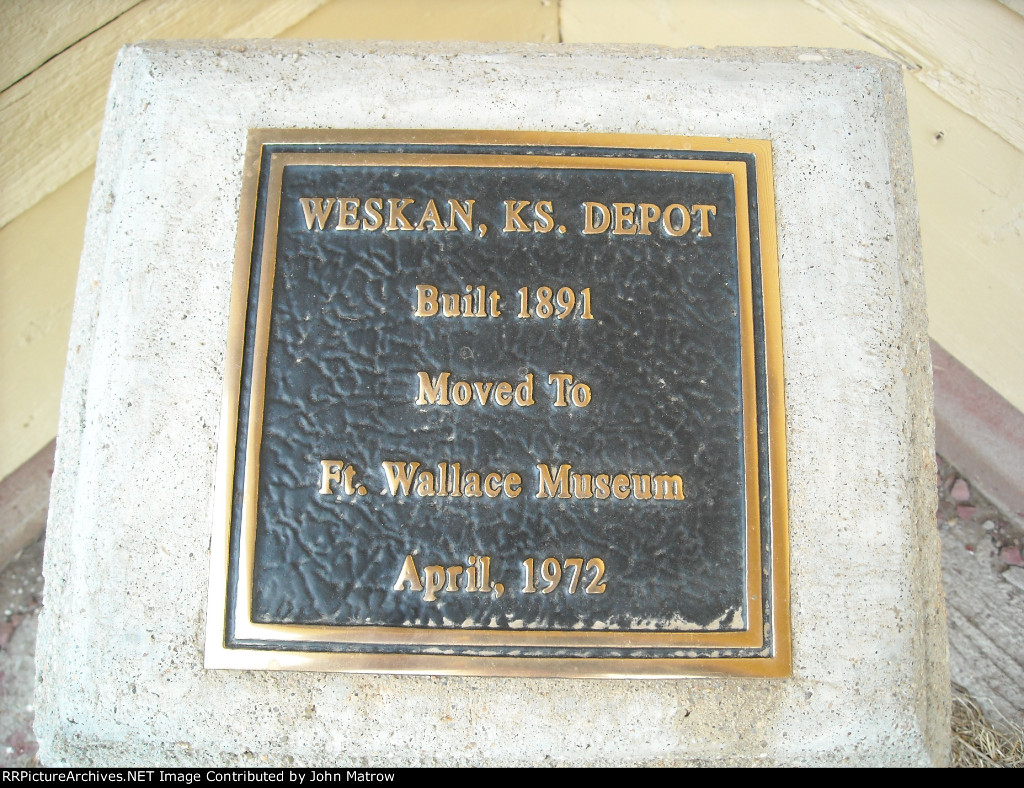 WESKAN, KS. DEPOT
Built 1891
Moved To
Ft. Wallace Museum
April, 1972
RRPictureArchives.NET Image Contributed by John Matrow